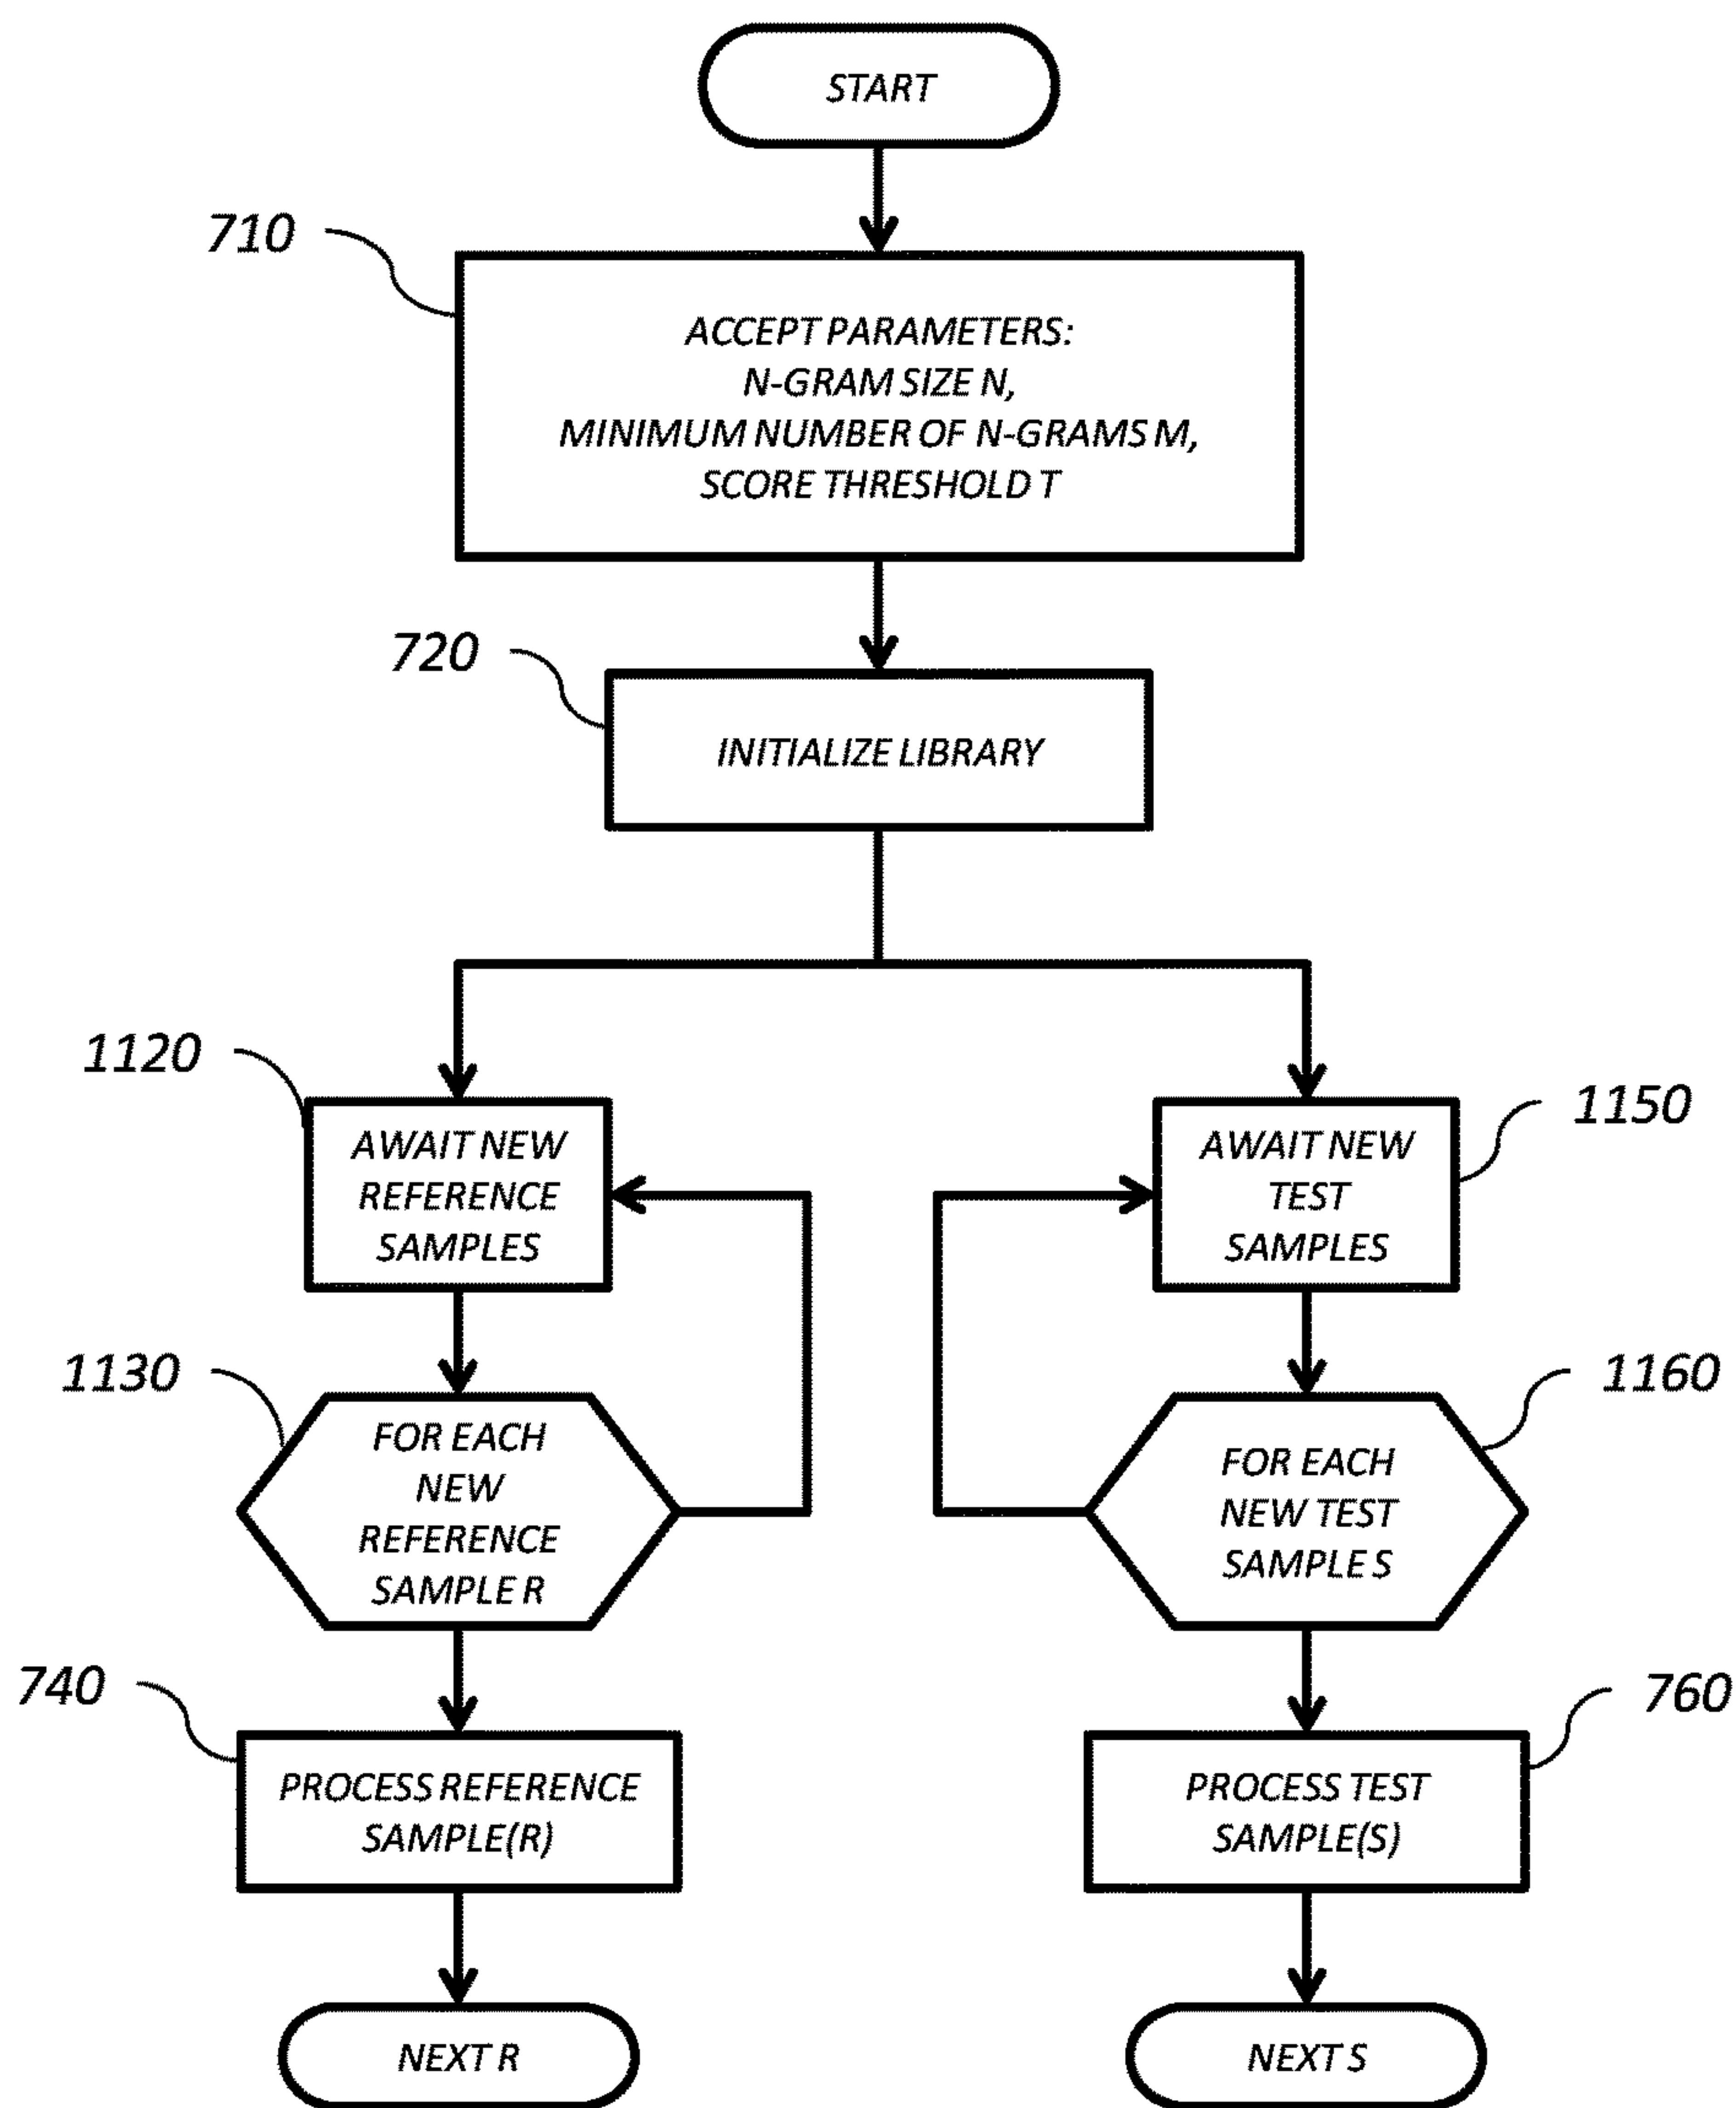 START
710
ACCEPT PARAMETERS:
N-GRAM SIZE N,
MINIMUM NUMBER OF N-GRAMS M,
SCORE THRESHOLD T
720
INITIALIZE LIBRARY
1120
AWAIT NEW
REFERENCE
SAMPLES
1130
FOR EACH
NEW
REFERENCE
SAMPLE R
740
PROCESS REFERENCE
SAMPLE(R)
NEXT R
1150
AWAIT NEW
TEST
SAMPLES
1160
FOR EACH
NEW TEST
SAMPLE S
760
PROCESS TEST
SAMPLE(S)
NEXT S